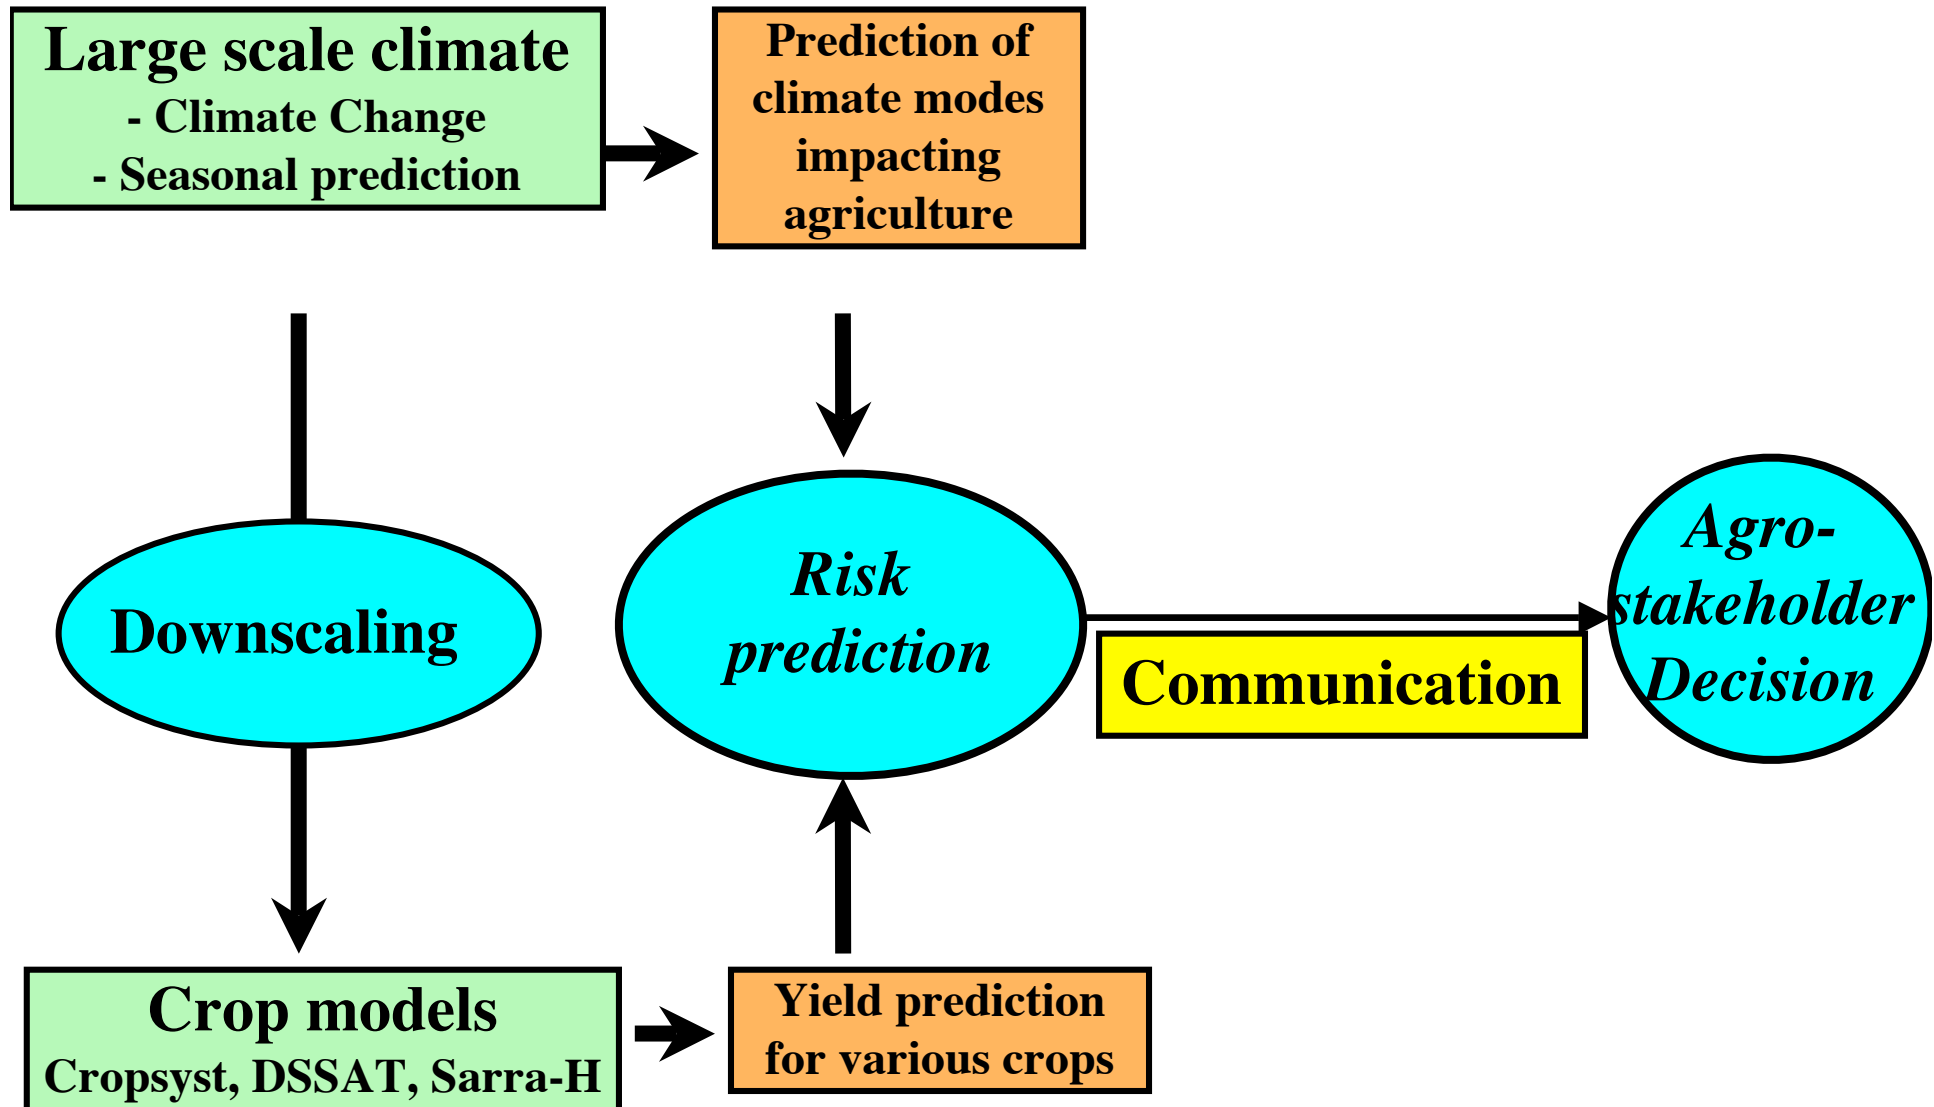 Large scale climate
- Climate Change
- Seasonal prediction
Prediction of
climate modes
impacting
agriculture
Downscaling
Risk
prediction
Communication
Agro-
stakeholder
Decision
Crop models
Cropsyst, DSSAT, Sarra-H
Yield prediction
for various crops